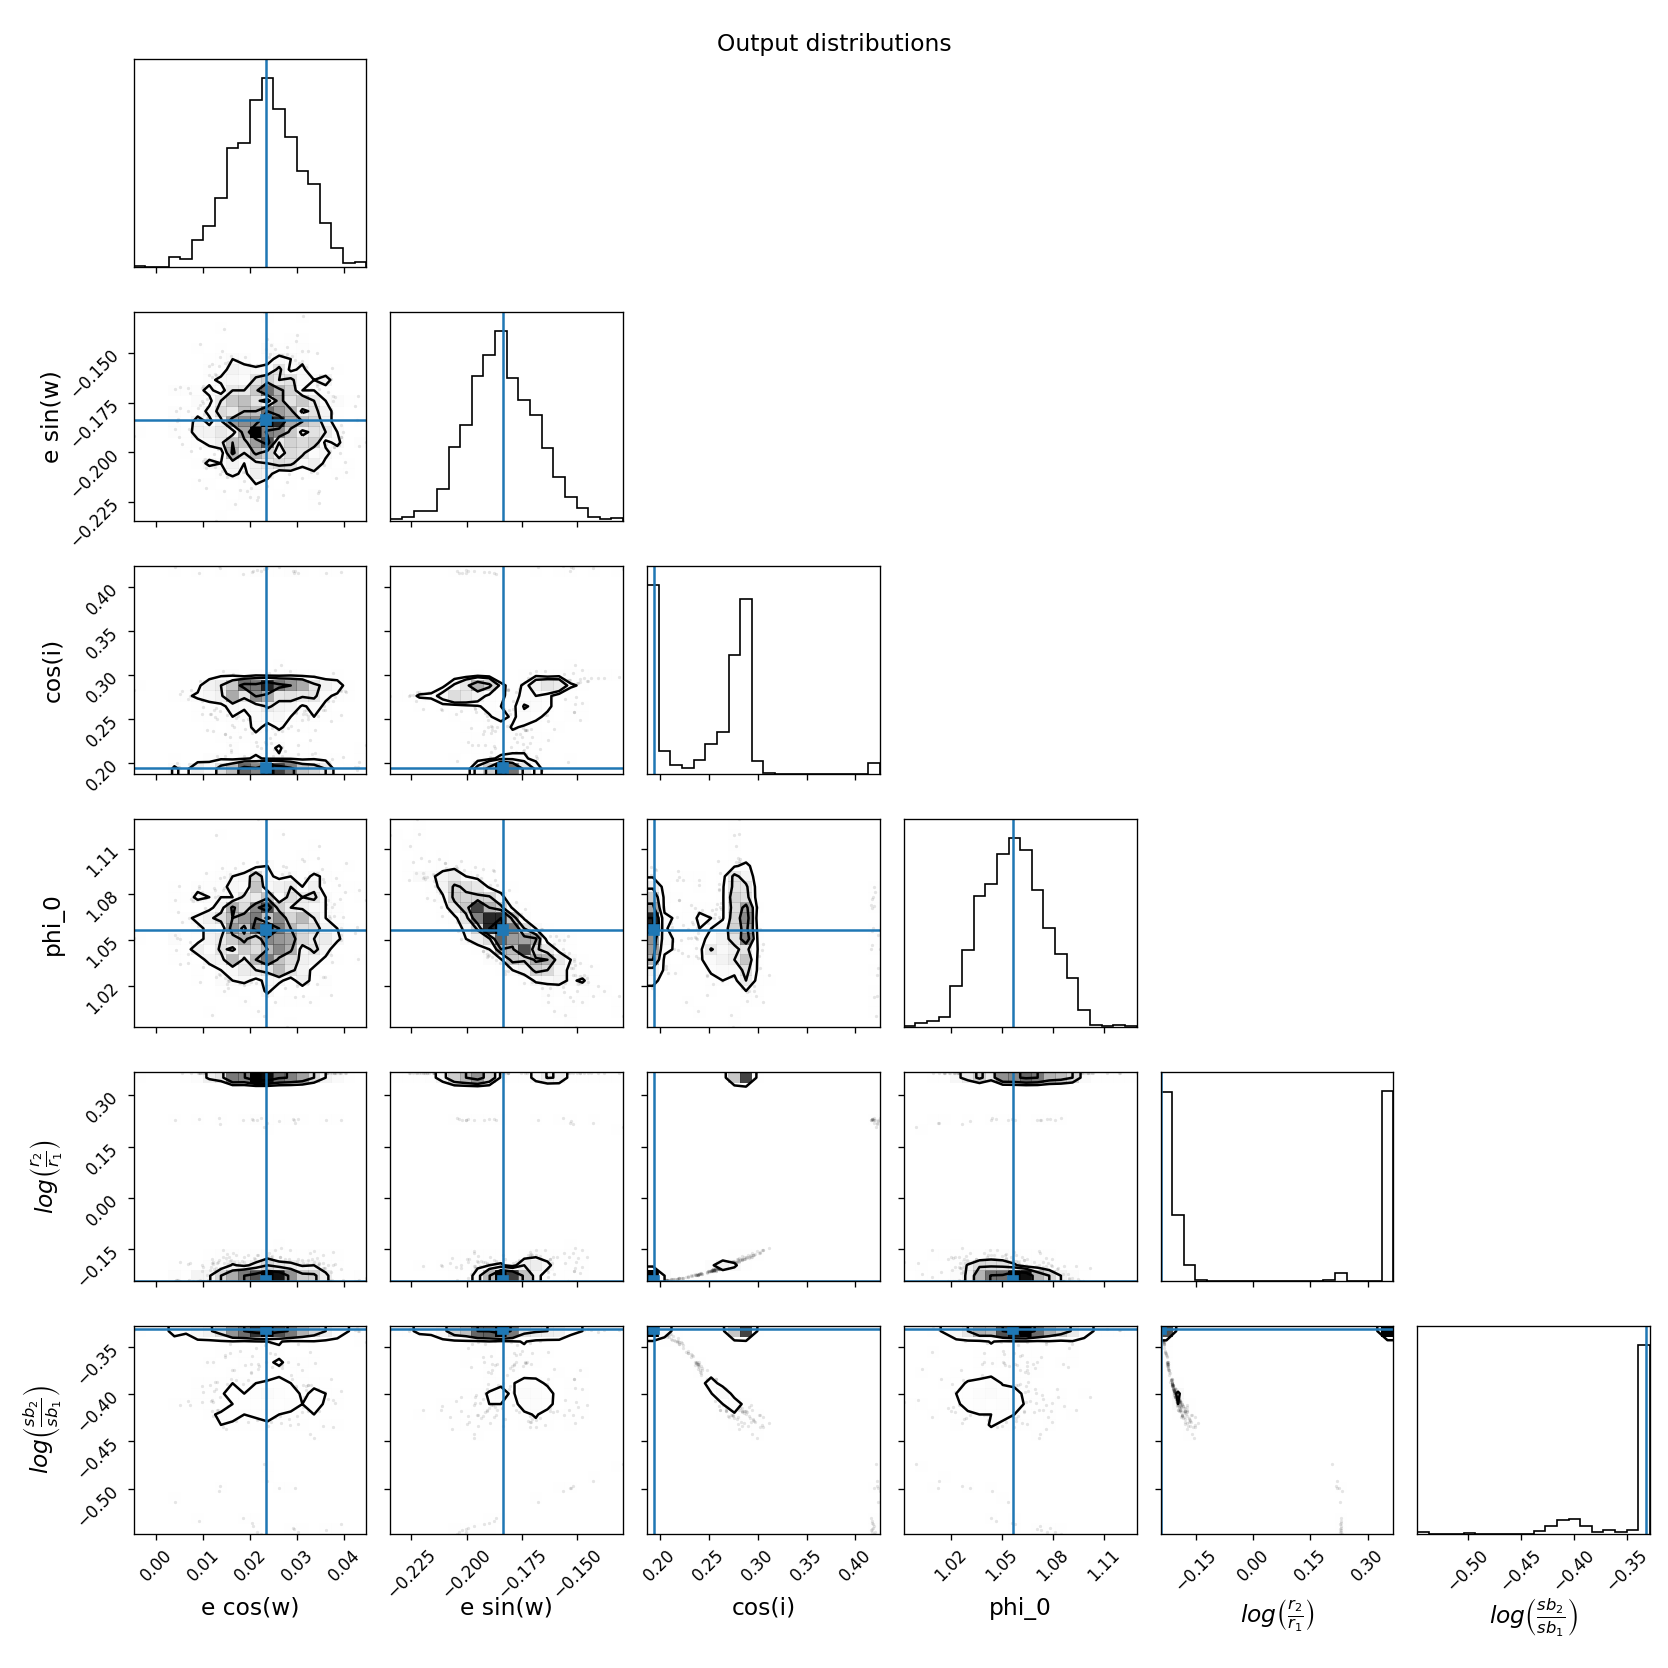 Output distributions
e sin(w)
−0.150
−0.175
−0.200
−0.225
cos(i)
0.40
0.35
0.30
0.25
0.20
phi_0
1.11
1.08
1.05
1.02
log(r₂/r₁)
0.30
0.15
0.00
−0.15
log(sb₂/sb₁)
−0.35
−0.40
−0.45
−0.50
0.00 0.01 0.02 0.03 0.04
−0.225 −0.200 −0.175 −0.150
0.20 0.25 0.30 0.35 0.40
1.02 1.05 1.08 1.11
−0.15 0.00 0.15 0.30
−0.50 −0.45 −0.40 −0.35
e cos(w) e sin(w) cos(i) phi_0 log(r₂/r₁) log(sb₂/sb₁)